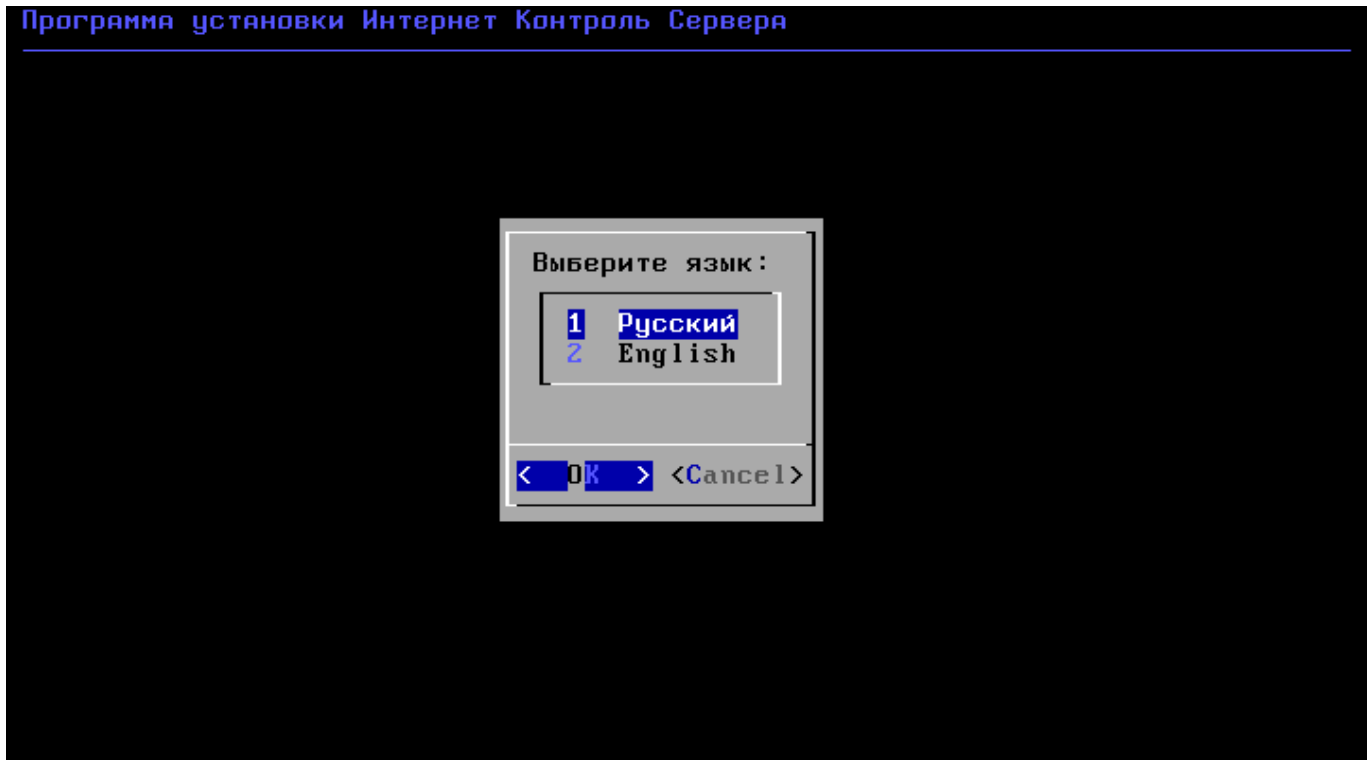 Программа установки Интернет Контроль Сервера
Выберите язык:
1 Русский
2 English
< OK > <Cancel>